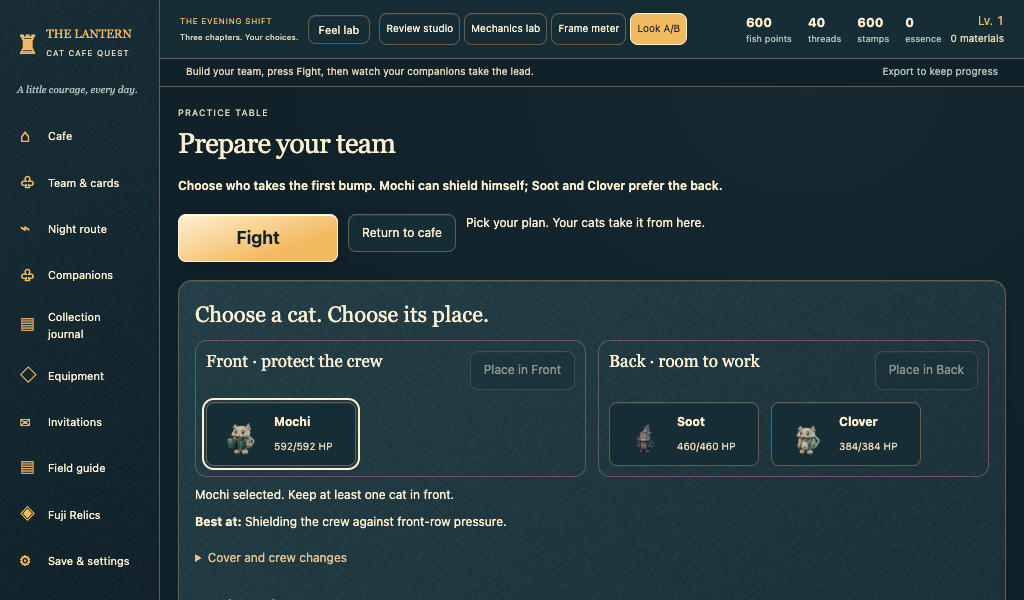 THE LANTERN
CAT CAFE QUEST
A little courage, every day.
Cafe
Team & cards
Night route
Companions
Collection
journal
Equipment
Invitations
Field guide
Fuji Relics
Save & settings
THE EVENING SHIFT
Three chapters. Your choices.
Feel lab
Review studio
Mechanics lab
Frame meter
Look A/B
600
fish points
40
threads
600
stamps
0
essence
Lv. 1
0 materials
Build your team, press Fight, then watch your companions take the lead.
Export to keep progress
PRACTICE TABLE
Prepare your team
Choose who takes the first bump. Mochi can shield himself; Soot and Clover prefer the back.
Fight
Return to cafe
Pick your plan. Your cats take it from here.
Choose a cat. Choose its place.
Front · protect the crew
Place in Front
Mochi
592/592 HP
Back · room to work
Place in Back
Soot
460/460 HP
Clover
384/384 HP
Mochi selected. Keep at least one cat in front.
Best at: Shielding the crew against front-row pressure.
Cover and crew changes